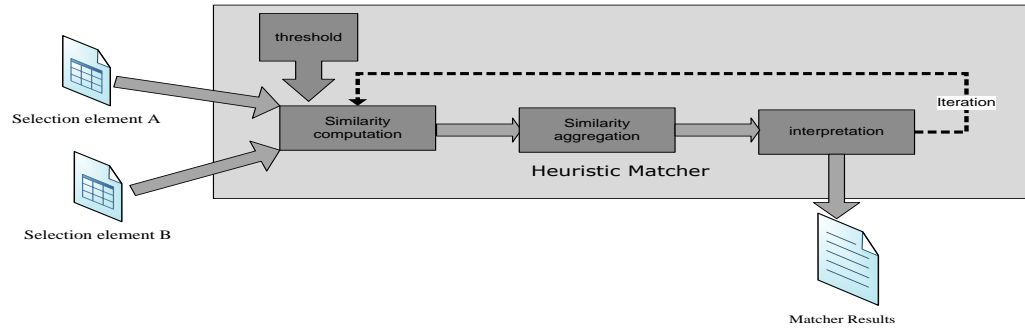 threshold
Selection element A
Similarity
computation
Similarity
aggregation
interpretation
Iteration
Heuristic Matcher
Selection element B
Matcher Results